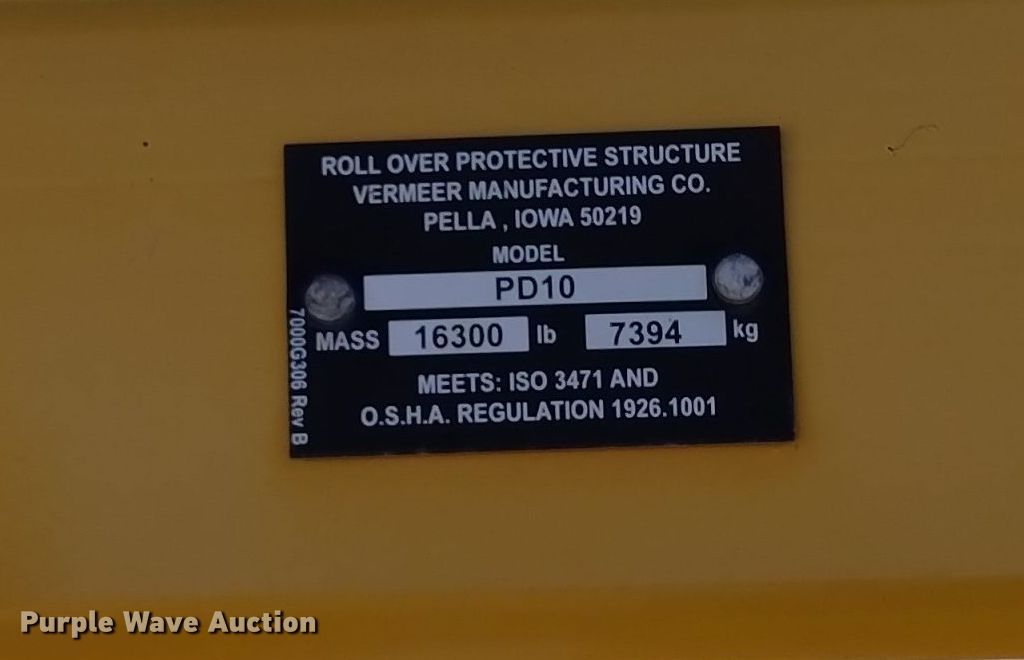 ROLL OVER PROTECTIVE STRUCTURE
VERMEER MANUFACTURING CO.
PELLA , IOWA 50219
MODEL
PD10
MASS 16300 lb 7394 kg
MEETS: ISO 3471 AND
O.S.H.A. REGULATION 1926.1001
7000G306 Rev B
Purple Wave Auction